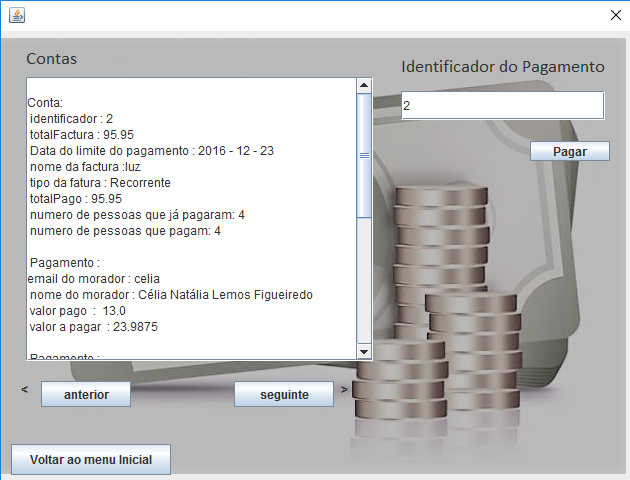 Contas
Identificador do Pagamento
Conta:
identificador : 2
totalFactura : 95.95
Data do limite do pagamento : 2016 - 12 - 23
nome da factura :luz
tipo da fatura : Recorrente
totalPago : 95.95
numero de pessoas que já pagaram: 4
numero de pessoas que pagam: 4
Pagamento :
email do morador : celia
nome do morador : Célia Natália Lemos Figueiredo
valor pago : 13.0
valor a pagar : 23.9875
Pagamento :
2
Pagar
< anterior
seguinte >
Voltar ao menu Inicial